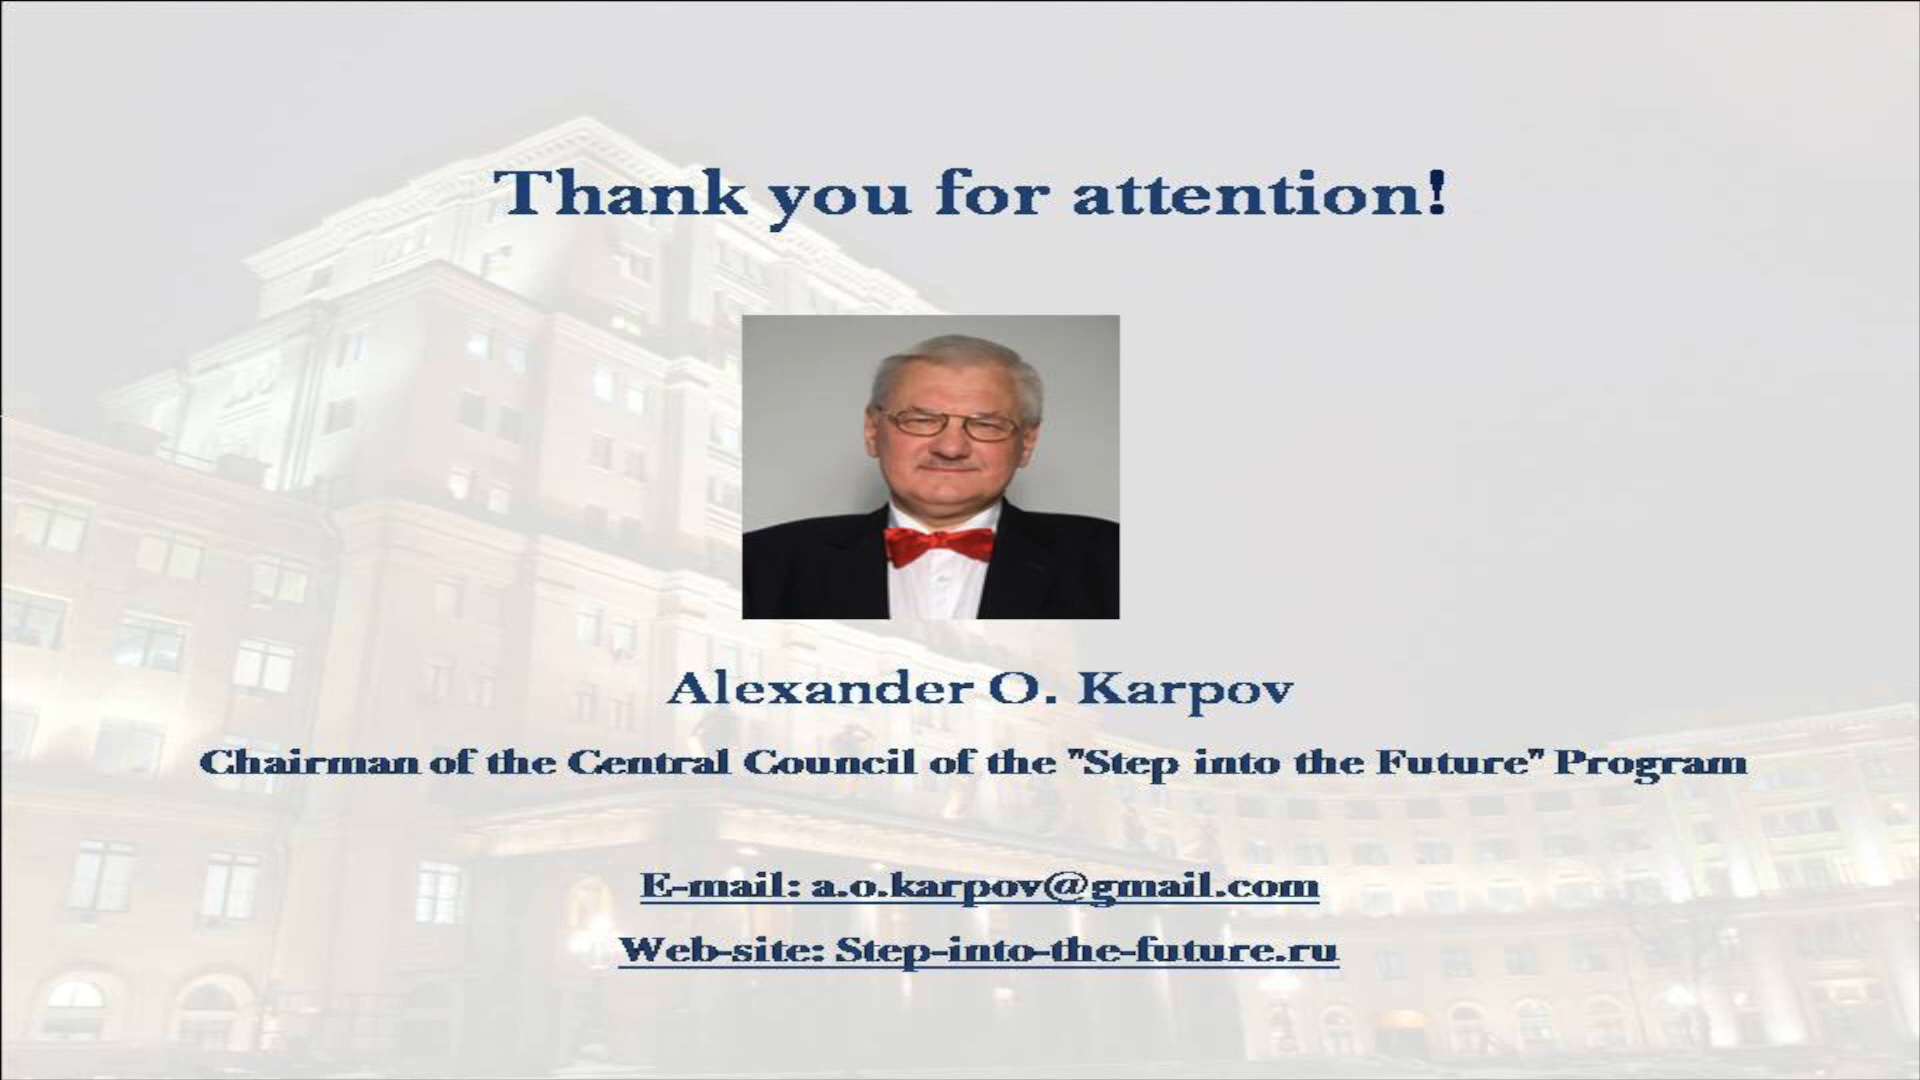 Thank you for attention!
Alexander O. Karpov
Chairman of the Central Council of the "Step into the Future" Program
E-mail: a.o.karpov@gmail.com
Web-site: Step-into-the-future.ru